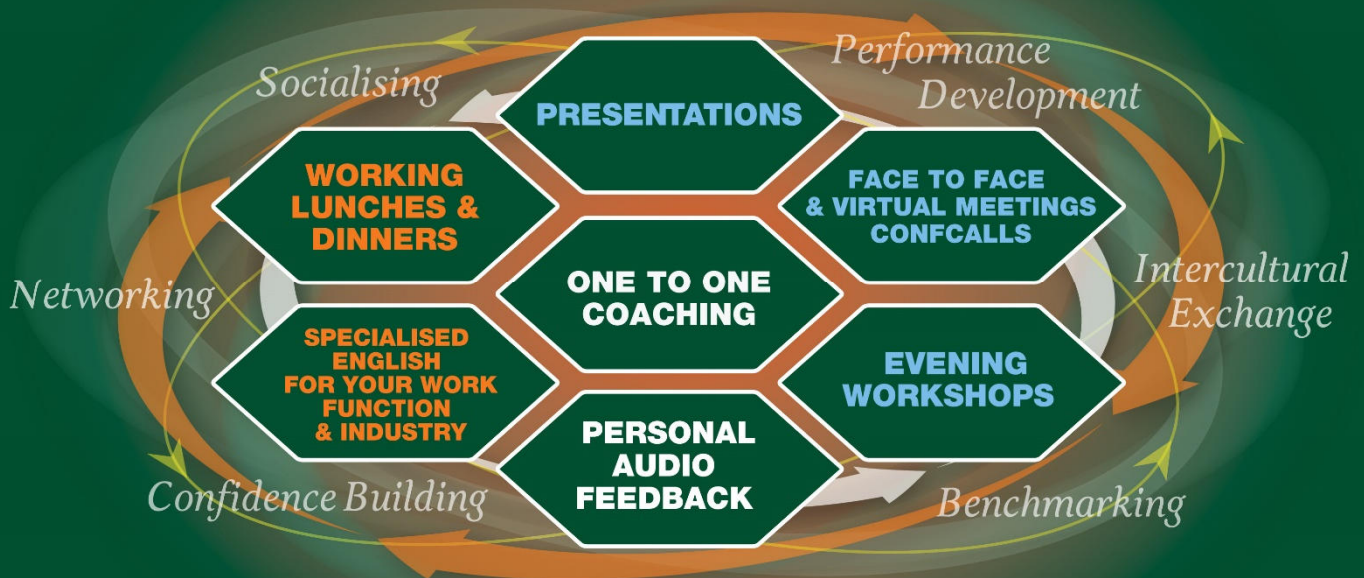 Socialising
Performance
Development
PRESENTATIONS
WORKING
LUNCHES &
DINNERS
FACE TO FACE
& VIRTUAL MEETINGS
CONFCALLS
Networking
ONE TO ONE
COACHING
Intercultural
Exchange
SPECIALISED
ENGLISH
FOR YOUR WORK
FUNCTION
& INDUSTRY
EVENING
WORKSHOPS
PERSONAL
AUDIO
FEEDBACK
Confidence Building
Benchmarking